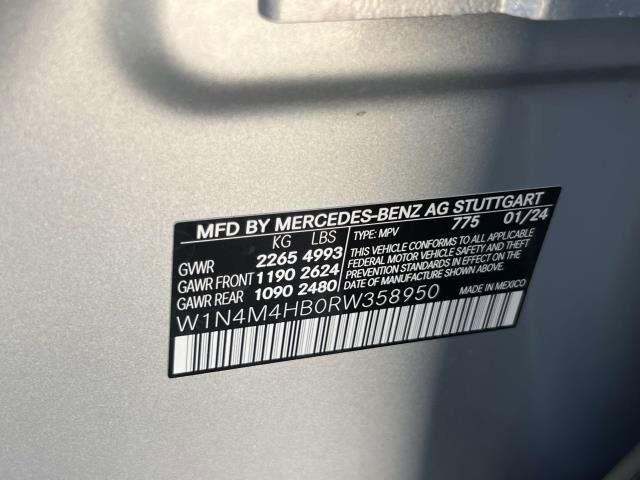 MFD BY MERCEDES-BENZ AG STUTTGART
KG LBS 775 01/24
GVWR 2265 4993 TYPE: MPV
GAWR FRONT 1190 2624 THIS VEHICLE CONFORMS TO ALL APPLICABLE
GAWR REAR 1090 2480 FEDERAL MOTOR VEHICLE SAFETY AND THEFT
PREVENTION STANDARDS IN EFFECT ON THE
DATE OF MANUFACTURE SHOWN ABOVE.
W1N4M4HB0RW358950 MADE IN MEXICO